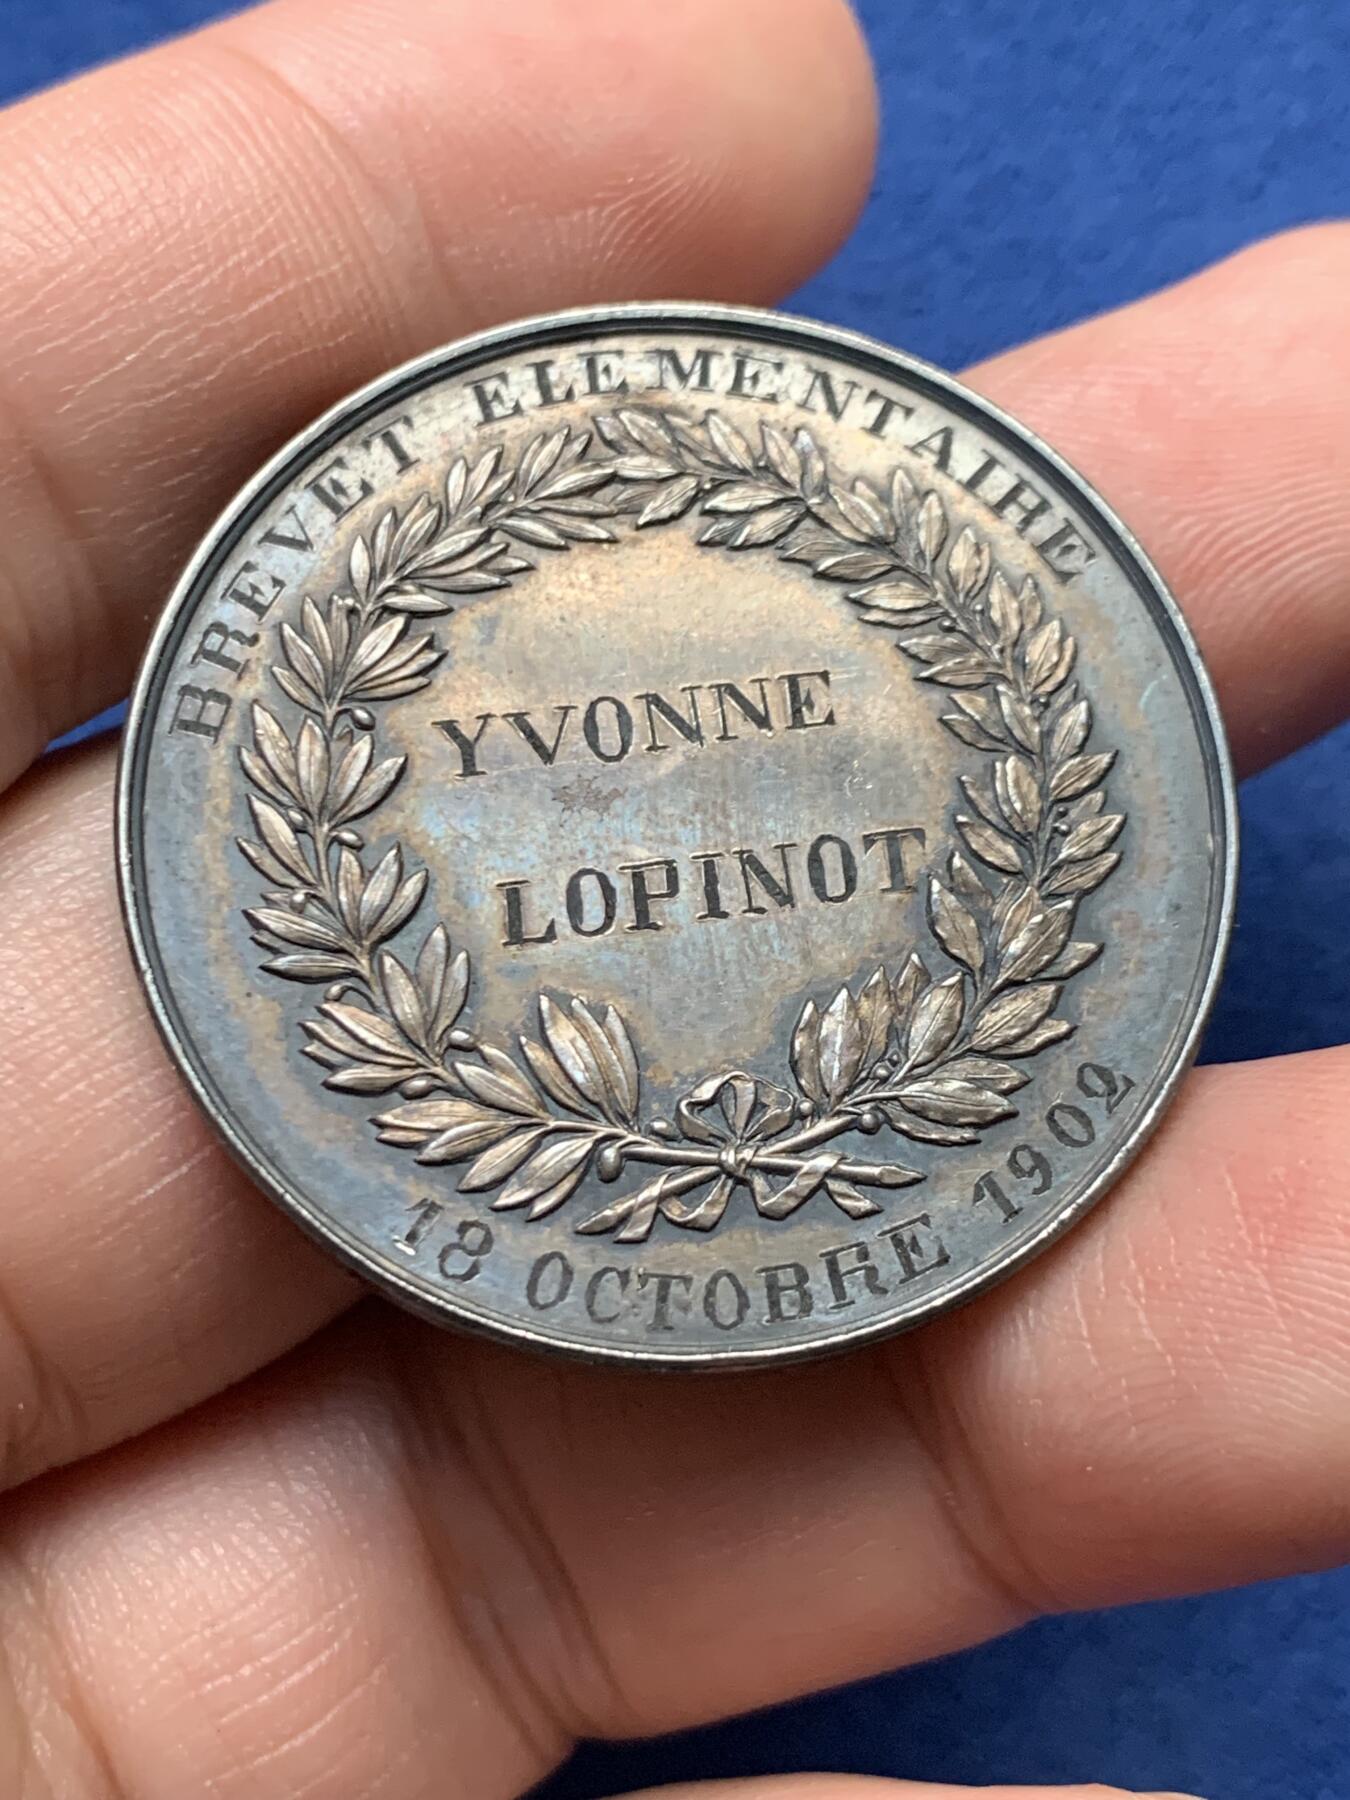 BREVET ELEMENTAIRE
YVONNE
LOPINOT
18 OCTOBRE 1902